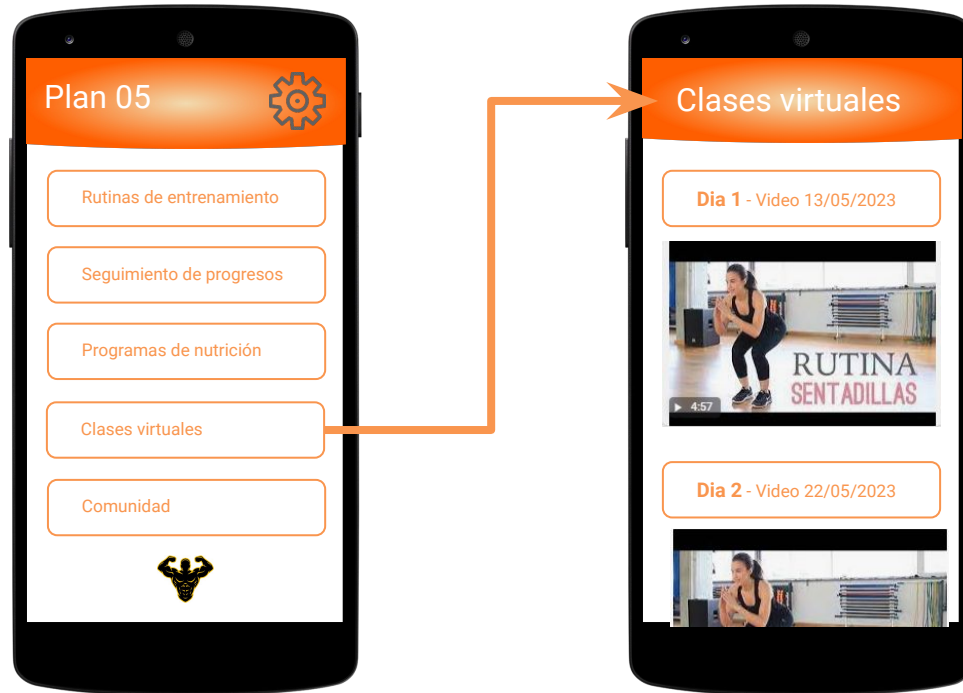 Plan 05
Rutinas de entrenamiento
Seguimiento de progresos
Programas de nutrición
Clases virtuales
Comunidad
Clases virtuales
Dia 1 - Video 13/05/2023
RUTINA
SENTADILLAS
4:57
Dia 2 - Video 22/05/2023